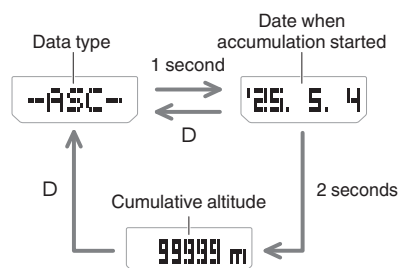 Date when
accumulation started
Data type
1 second
--ASC--
'25. 5. 4
D
D
2 seconds
Cumulative altitude
99999 m